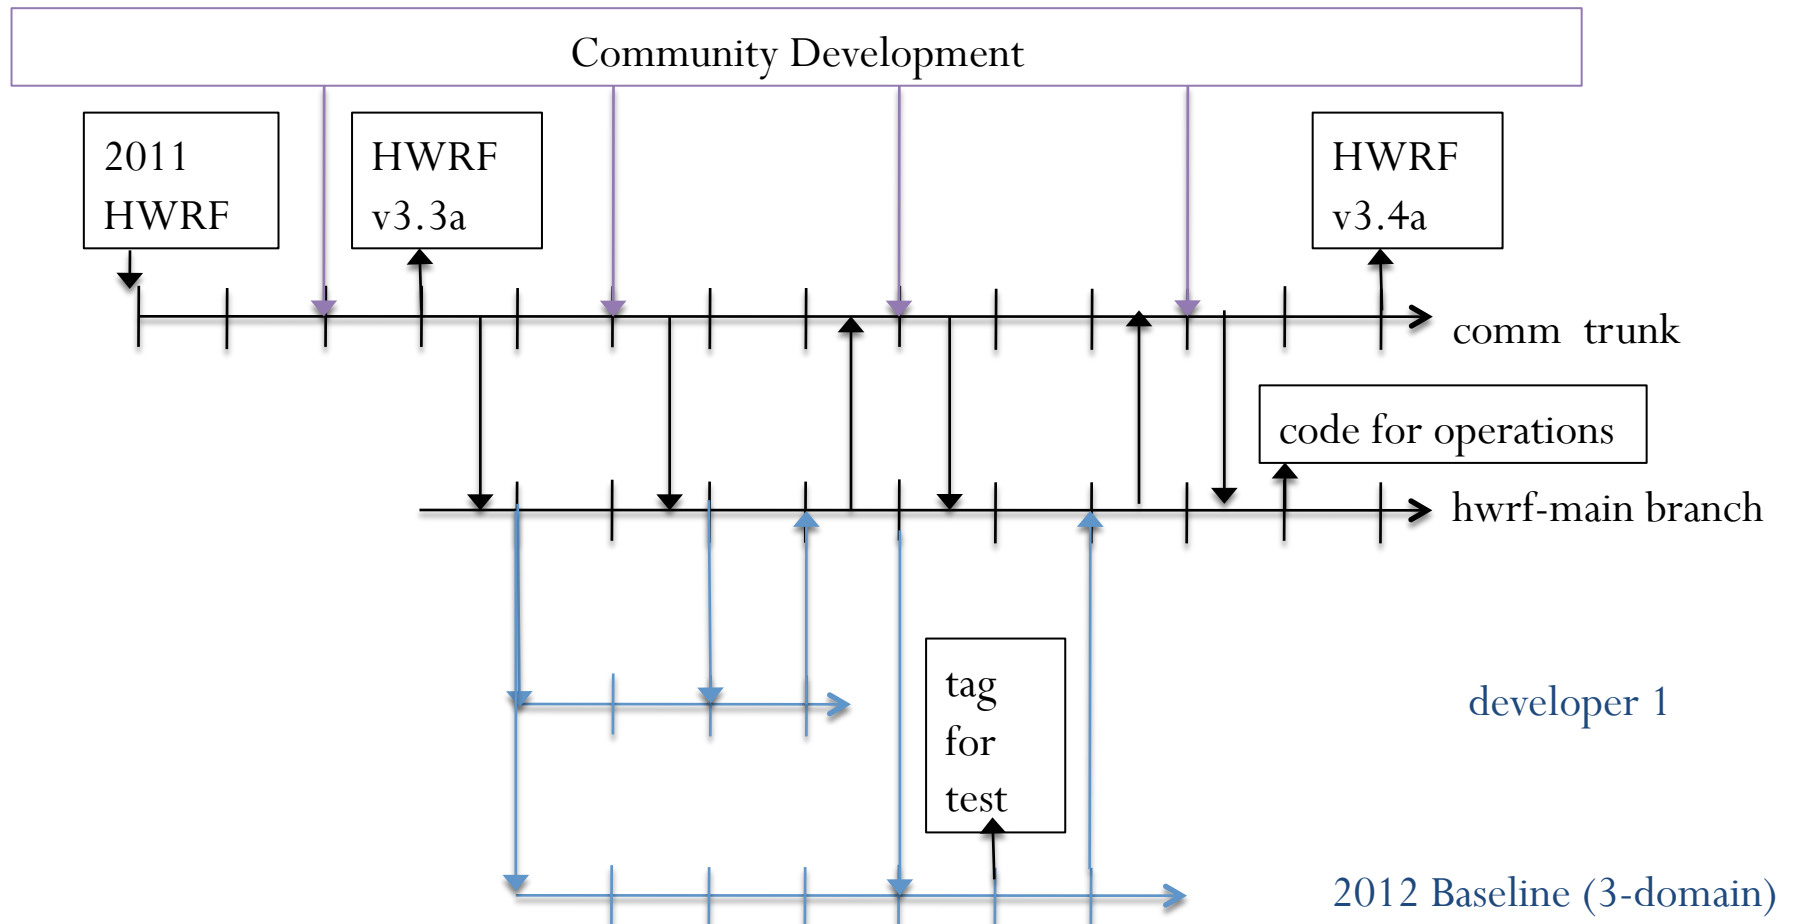 Community Development
2011
HWRF
HWRF
v3.3a
HWRF
v3.4a
comm trunk
code for operations
hwrf-main branch
tag
for
test
developer 1
2012 Baseline (3-domain)